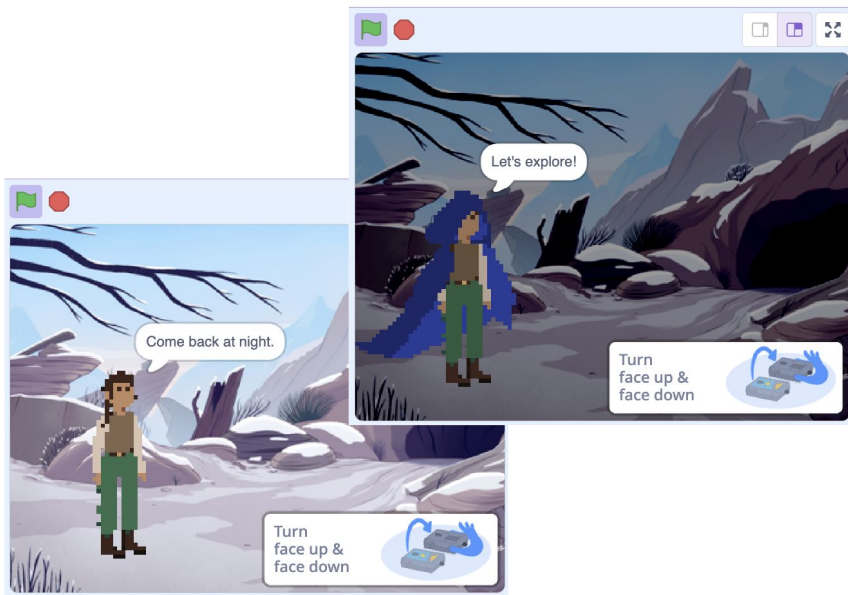 Let's explore!
Turn
face up &
face down
Come back at night.
Turn
face up &
face down